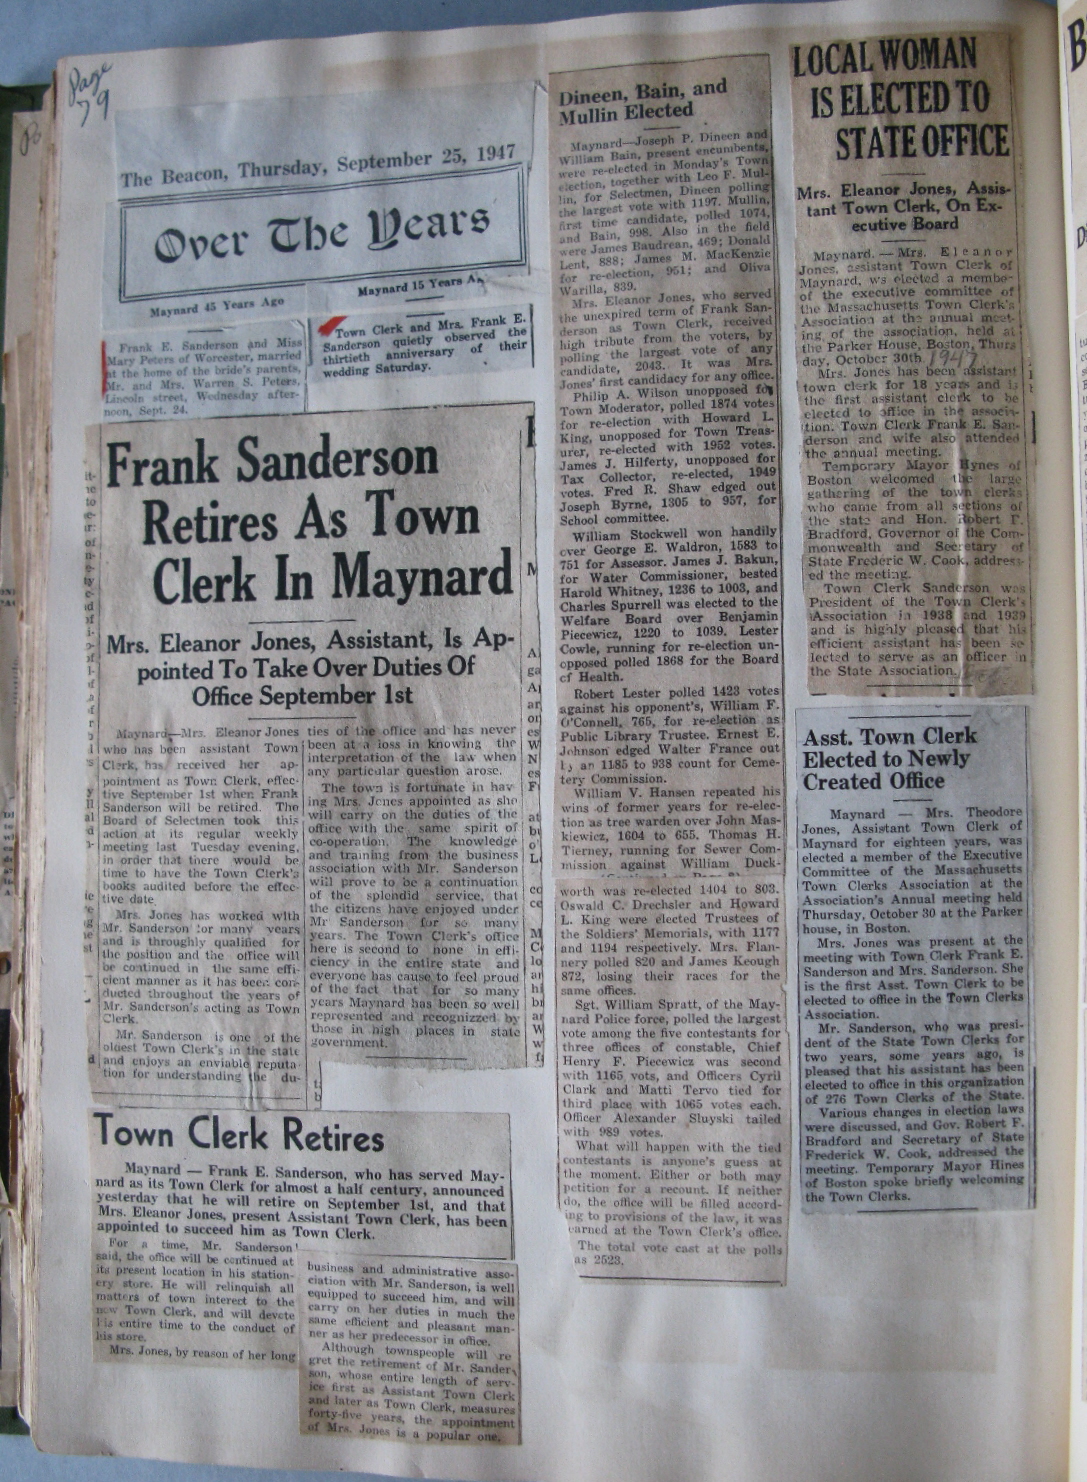 Page
79
The Beacon, Thursday, September 25, 1947
Over The Years
Maynard 45 Years Ago
Frank E. Sanderson and Miss
Mary Peters of Worcester, married
at the home of the bride's parents,
Mr. and Mrs. Warren S. Peters,
Lincoln street, Wednesday after-
noon, Sept. 24.
Maynard 15 Years A
Town Clerk and Mrs. Frank E.
Sanderson quietly observed the
thirtieth anniversary of their
wedding Saturday.
Frank Sanderson
Retires As Town
Clerk In Maynard
Mrs. Eleanor Jones, Assistant, Is Ap-
pointed To Take Over Duties Of
Office September 1st
Maynard—Mrs. Eleanor Jones
who has been assistant Town
Clerk, has received her ap-
pointment as Town Clerk, effec-
tive September 1st when Frank
Sanderson will be retired. The
Board of Selectmen took this
action at its regular weekly
meeting last Tuesday evening,
in order that there would be
time to have the Town Clerk's
books audited before the effec-
tive date.
Mrs. Jones has worked with
Mr. Sanderson for many years
and is throughly qualified for
the position and the office will
be continued in the same effi-
cient manner as it has been con-
ducted throughout the years of
Mr. Sanderson's acting as Town
Clerk.
Mr. Sanderson is one of the
oldest Town Clerk's in the state
and enjoys an enviable reputa-
tion for understanding the du-
ties of the office and has never
been at a loss in knowing the
interpretation of the law when
any particular question arose.
The town is fortunate in hav-
ing Mrs. Jones appointed as she
will carry on the duties of the
office with the same spirit of
co-operation. The knowledge
and training from the business
association with Mr. Sanderson
will prove to be a continuation
of the splendid service, that
the citizens have enjoyed under
Mr Sanderson for so many
years. The Town Clerk's office
here is second to none in effi-
ciency in the entire state and
everyone has cause to feel proud
of the fact that for so many
years Maynard has been so well
represented and recognizzed by
those in high places in state
government.
Town Clerk Retires
Maynard — Frank E. Sanderson, who has served May-
nard as its Town Clerk for almost a half century, announced
yesterday that he will retire on September 1st, and that
Mrs. Eleanor Jones, present Assistant Town Clerk, has been
appointed to succeed him as Town Clerk.
For a time, Mr. Sanderson
said, the office will be continued at
its present location in his station-
ery store. He will relinquish all
matters of town interest to the
new Town Clerk, and will devote
his entire time to the conduct of
his store.
Mrs. Jones, by reason of her long
business and administrative asso-
ciation with Mr. Sanderson, is well
equipped to succeed him, and will
carry on her duties in much the
same efficient and pleasant man-
ner as her predecessor in office.
Although townspeople will re
gret the retirement of Mr. Sander-
son, whose entire length of serv-
ice first as Assistant Town Clerk
and later as Town Clerk, measures
forty-five years, the appointment
of Mrs. Jones is a popular one.
Dineen, Bain, and
Mullin Elected
Maynard—Joseph P. Dineen and
William Bain, present encumbents,
were re-elected in Monday's Town
election, together with Leo F. Mul-
lin, for Selectmen, Dineen polling
the largest vote with 1197. Mullin,
first time candidate, polled 1074,
and Bain, 998. Also in the field
were James Baudrean, 469; Donald
Lent, 888; James M. MacKenzie
for re-election, 951; and Oliva
Warilla, 839.
Mrs. Eleanor Jones, who served
the unexpired term of Frank San-
derson as Town Clerk, received
high tribute from the voters, by
polling the largest vote of any
candidate, 2043. It was Mrs.
Jones' first candidacy for any office.
Philip A. Wilson unopposed for
Town Moderator, polled 1874 votes
for re-election with Howard L.
King, unopposed for Town Treas-
urer, re-elected with 1952 votes.
James J. Hilferty, unopposed for
Tax Collector, re-elected, 1949
votes. Fred R. Shaw edged out
Joseph Byrne, 1305 to 957, for
School committee.
William Stockwell won handily
over George E. Waldron, 1583 to
751 for Assessor. James J. Bakun,
for Water Commissioner, bested
Harold Whitney, 1236 to 1003, and
Charles Spurrell was elected to the
Welfare Board over Benjamin
Piecewicz, 1220 to 1039. Lester
Cowle, running for re-election un-
opposed polled 1868 for the Board
of Health.
Robert Lester polled 1423 votes
against his opponent's, William F.
O'Connell, 765, for re-election as
Public Library Trustee. Ernest E.
Johnson edged Walter France out
by an 1185 to 938 count for Ceme-
tery Commission.
William V. Hansen repeated his
wins of former years for re-elec-
tion as tree warden over John Mas-
kiewicz, 1604 to 655. Thomas H.
Tierney, running for Sewer Com-
mission against William Duck-
worth was re-elected 1404 to 803.
Oswald C. Drechsler and Howard
L. King were elected Trustees of
the Soldiers' Memorials, with 1177
and 1194 respectively. Mrs. Flan-
nery polled 820 and James Keough
872, losing their races for the
same offices.
Sgt. William Spratt, of the May-
nard Police force, polled the largest
vote among the five contestants for
three offices of constable, Chief
Henry F. Piecewicz was second
with 1165 vots, and Officers Cyril
Clark and Matti Tervo tied for
third place with 1065 votes each.
Officer Alexander Sluyski tailed
with 989 votes.
What will happen with the tied
contestants is anyone's guess at
the moment. Either or both may
petition for a recount. If neither
do, the office will be filled accord-
ing to provisions of the law, it was
earned at the Town Clerk's office.
The total vote cast at the polls
as 2523.
LOCAL WOMAN
IS ELECTED TO
STATE OFFICE
Mrs. Eleanor Jones, Assis-
tant Town Clerk, On Ex-
ecutive Board
Maynard. — Mrs. Eleanor
Jones, assistant Town Clerk of
Maynard, ws elected a membe
of the executive committee of
the Massachusetts Town Clerk's
Association at the annual meet-
ing of the association, held at
the Parker House, Boston, Thurs
day, October 30th 1947
Mrs. Jones has been assistant
town clerk for 18 years and is
the first assistant clerk to be
elected to office in the associa-
tion. Town Clerk Frank E. San-
derson and wife also attended
the annual meeting.
Temporary Mayor Hynes of
Boston welcomed the large
gathering of the town clerks
who came from all sections of
the state and Hon. Robert F.
Bradford, Governor of the Com-
monwealth and Secretary of
State Frederic W. Cook, address-
ed the meeting.
Town Clerk Sanderson was
President of the Town Clerk's
Association in 1938 and 1939
and is highly pleased that his
efficient assistant has been se-
lected to serve as an officer in
the State Association.
Asst. Town Clerk
Elected to Newly
Created Office
Maynard — Mrs. Theodore
Jones, Assistant Town Clerk of
Maynard for eighteen years, was
elected a member of the Executive
Committee of the Massachusetts
Town Clerks Association at the
Association's Annual meeting held
Thursday, October 30 at the Parker
house, in Boston.
Mrs. Jones was present at the
meeting with Town Clerk Frank E.
Sanderson and Mrs. Sanderson. She
is the first Asst. Town Clerk to be
elected to office in the Town Clerks
Association.
Mr. Sanderson, who was presi-
dent of the State Town Clerks for
two years, some years ago, is
pleased that his assistant has been
elected to office in this organization
of 276 Town Clerks of the State.
Various changes in election laws
were discussed, and Gov. Robert F.
Bradford and Secretary of State
Frederick W. Cook, addressed the
meeting. Temporary Mayor Hines
of Boston spoke briefly welcoming
the Town Clerks.